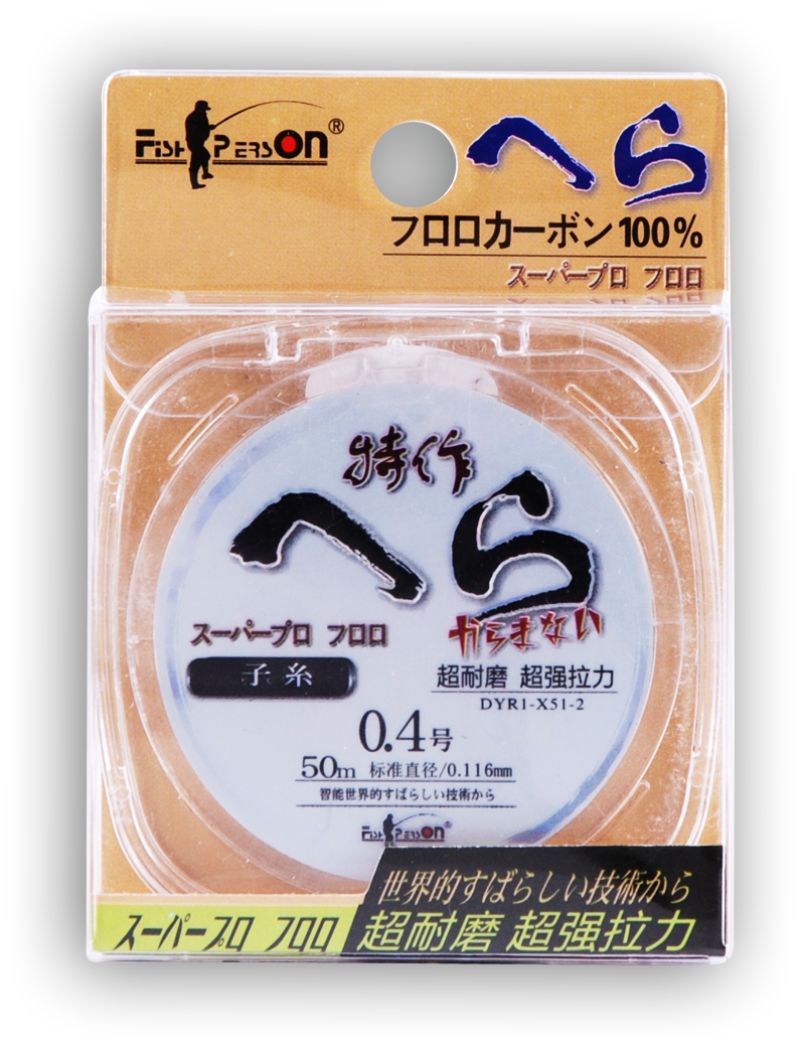 FISH PERSON®
へら
フロロカーボン100%
スーパープロ フロロ
特作
へら
スーパープロ フロロ
からまない
子糸
超耐磨 超强拉力
DYR1-X51-2
0.4号
50m 标准直径/0.116mm
智能世界的すばらしい技術から
FISH PERSON®
世界的すばらしい技術から
スーパープロ フロロ
超耐磨 超强拉力